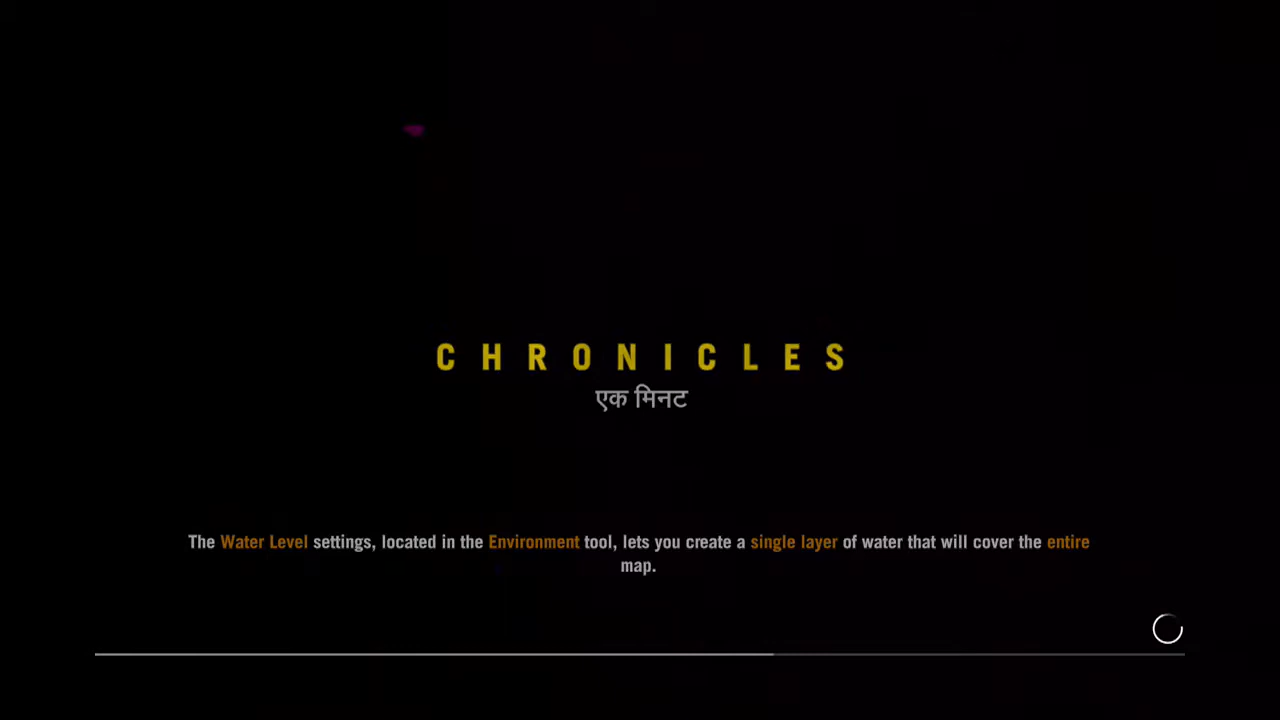 CHRONICLES
एक मिनट
The Water Level settings, located in the Environment tool, lets you create a single layer of water that will cover the entire
map.